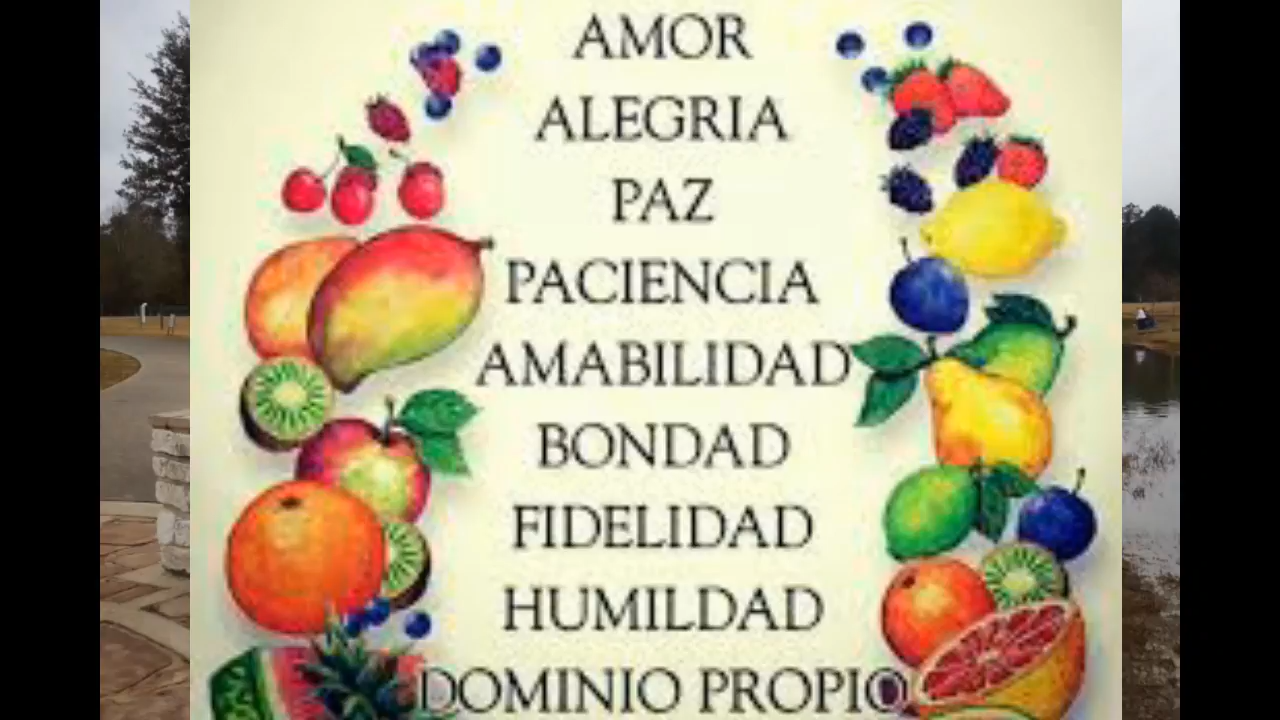 AMOR
ALEGRIA
PAZ
PACIENCIA
AMABILIDAD
BONDAD
FIDELIDAD
HUMILDAD
DOMINIO PROPIO